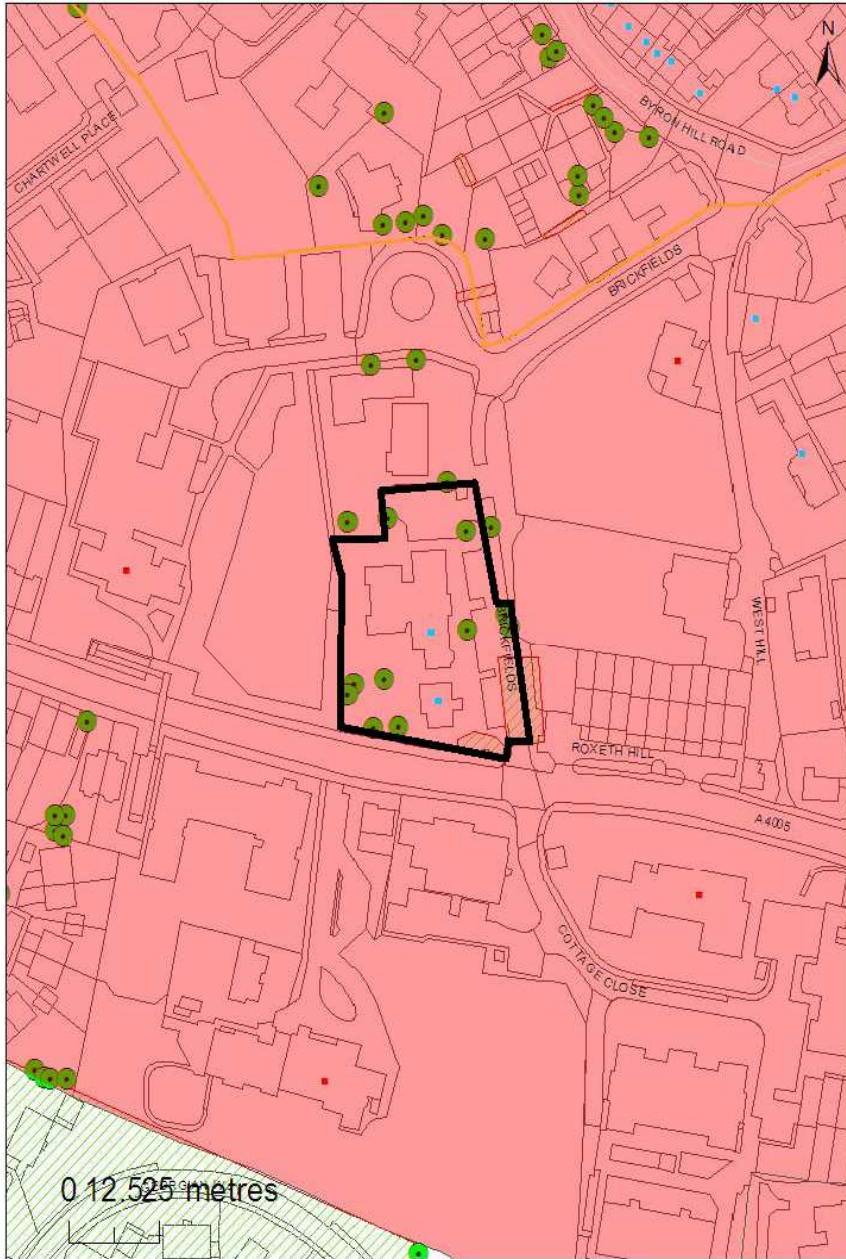 N
BYRON HILL ROAD
CHARTWELL PLACE
BRICKFIELDS
BRICKFIELDS
WEST HILL
ROXETH HILL
A4005
COTTAGE CLOSE
0 12.525 metres